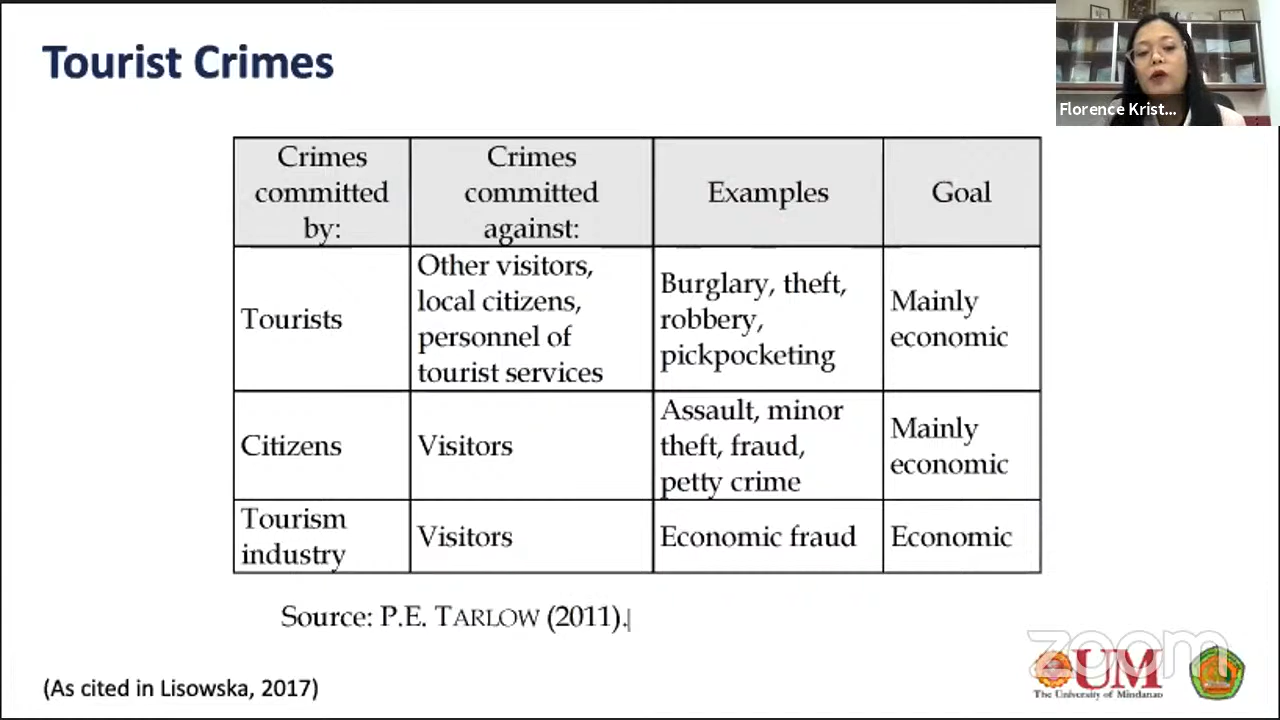 Tourist Crimes
Florence Krist...
Crimes
committed
by:
Crimes
committed
against:
Examples
Goal
Tourists
Other visitors,
local citizens,
personnel of
tourist services
Burglary, theft,
robbery,
pickpocketing
Mainly
economic
Citizens
Visitors
Assault, minor
theft, fraud,
petty crime
Mainly
economic
Tourism
industry
Visitors
Economic fraud
Economic
Source: P.E. TARLOW (2011).
(As cited in Lisowska, 2017)
zoom
UM
The University of Mindanao